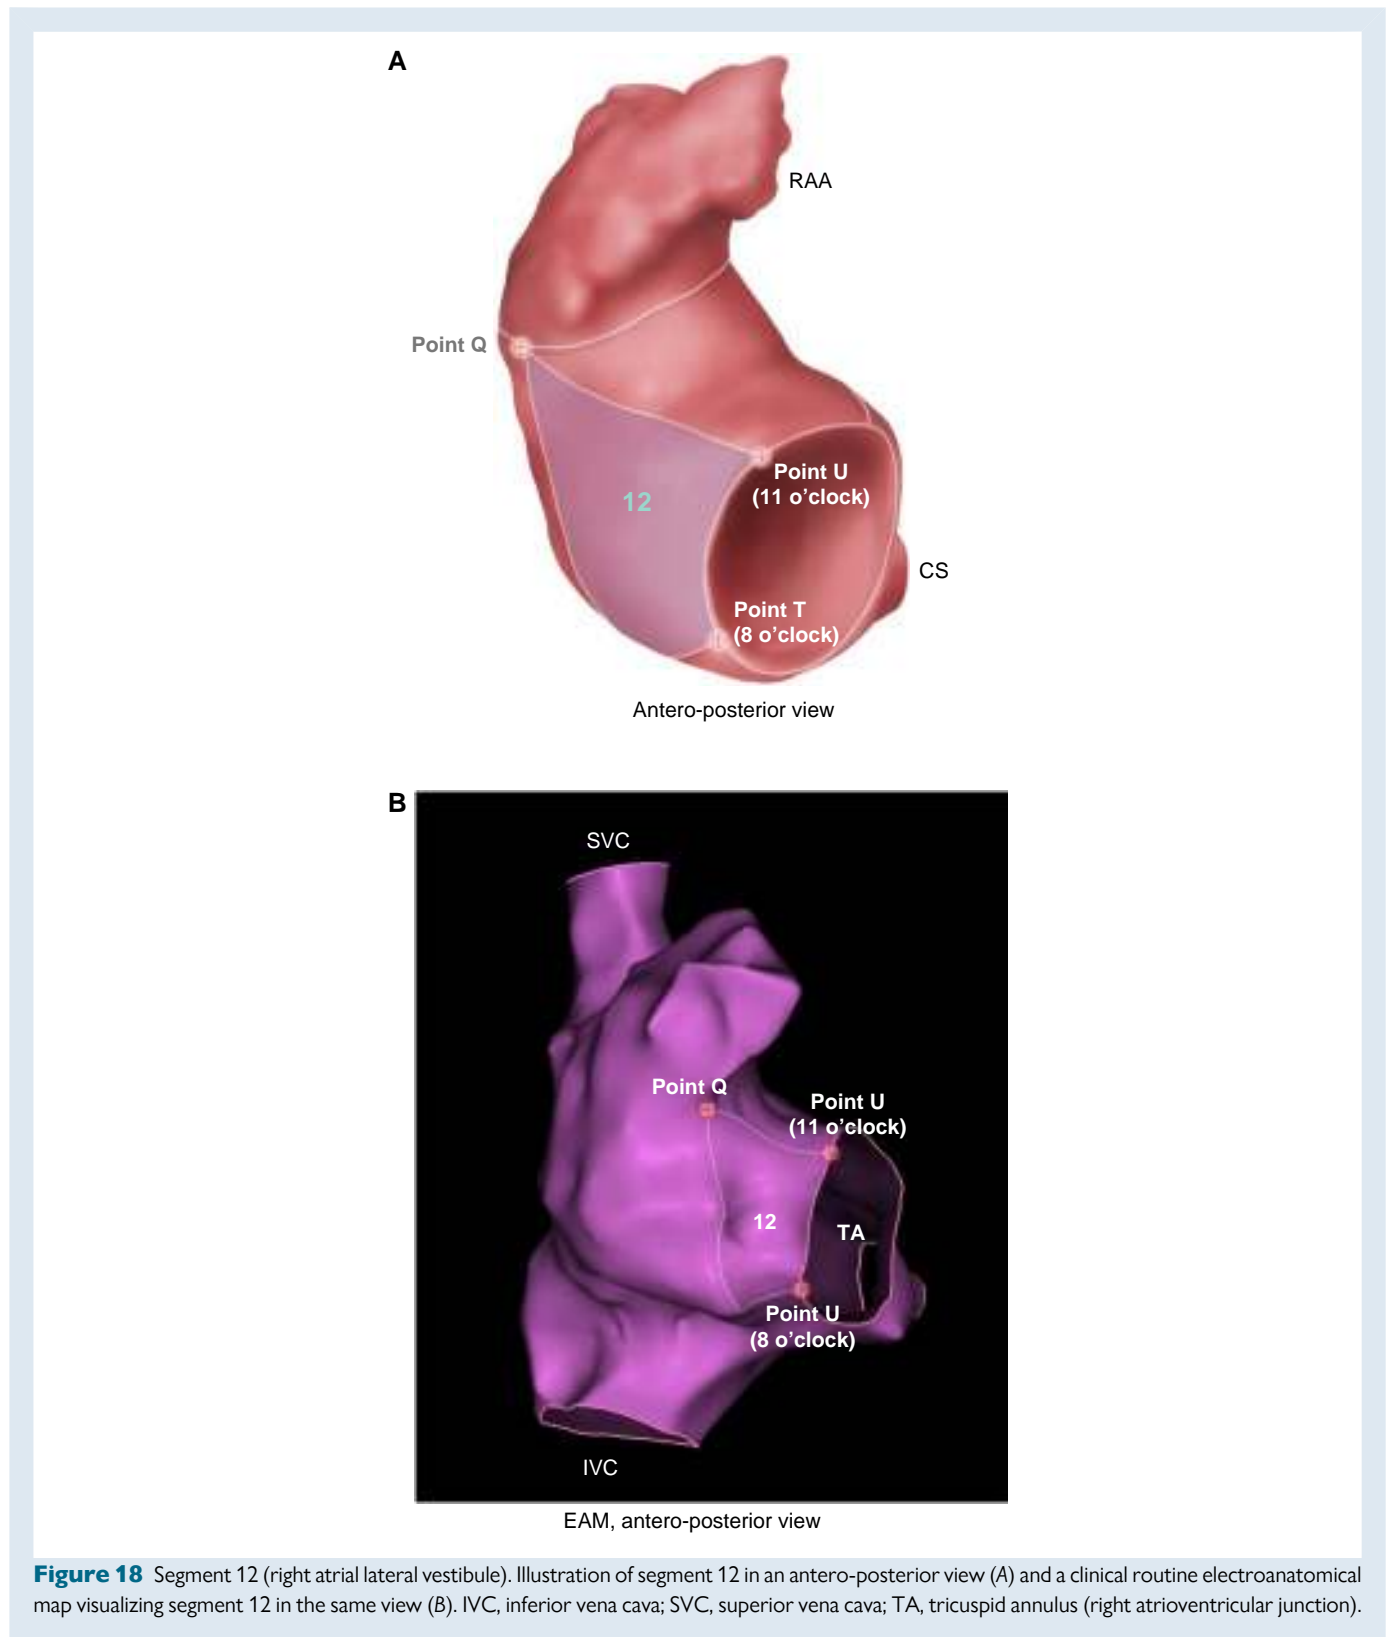 A
RAA
Point Q
Point U
(11 o’clock)
12
CS
Point T
(8 o’clock)
Antero-posterior view
B
SVC
Point Q
Point U
(11 o’clock)
12
TA
Point U
(8 o’clock)
IVC
EAM, antero-posterior view
Figure 18 Segment 12 (right atrial lateral vestibule). Illustration of segment 12 in an antero-posterior view (A) and a clinical routine electroanatomical
map visualizing segment 12 in the same view (B). IVC, inferior vena cava; SVC, superior vena cava; TA, tricuspid annulus (right atrioventricular junction).